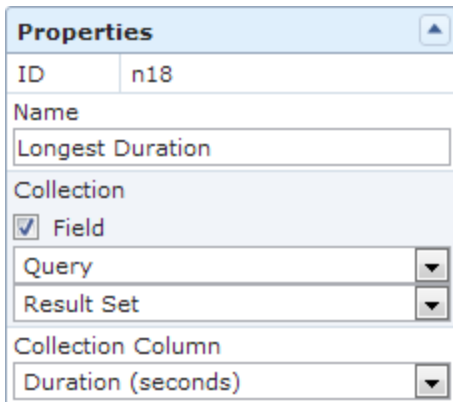 Properties
ID n18
Name
Longest Duration
Collection
Field
Query
Result Set
Collection Column
Duration (seconds)